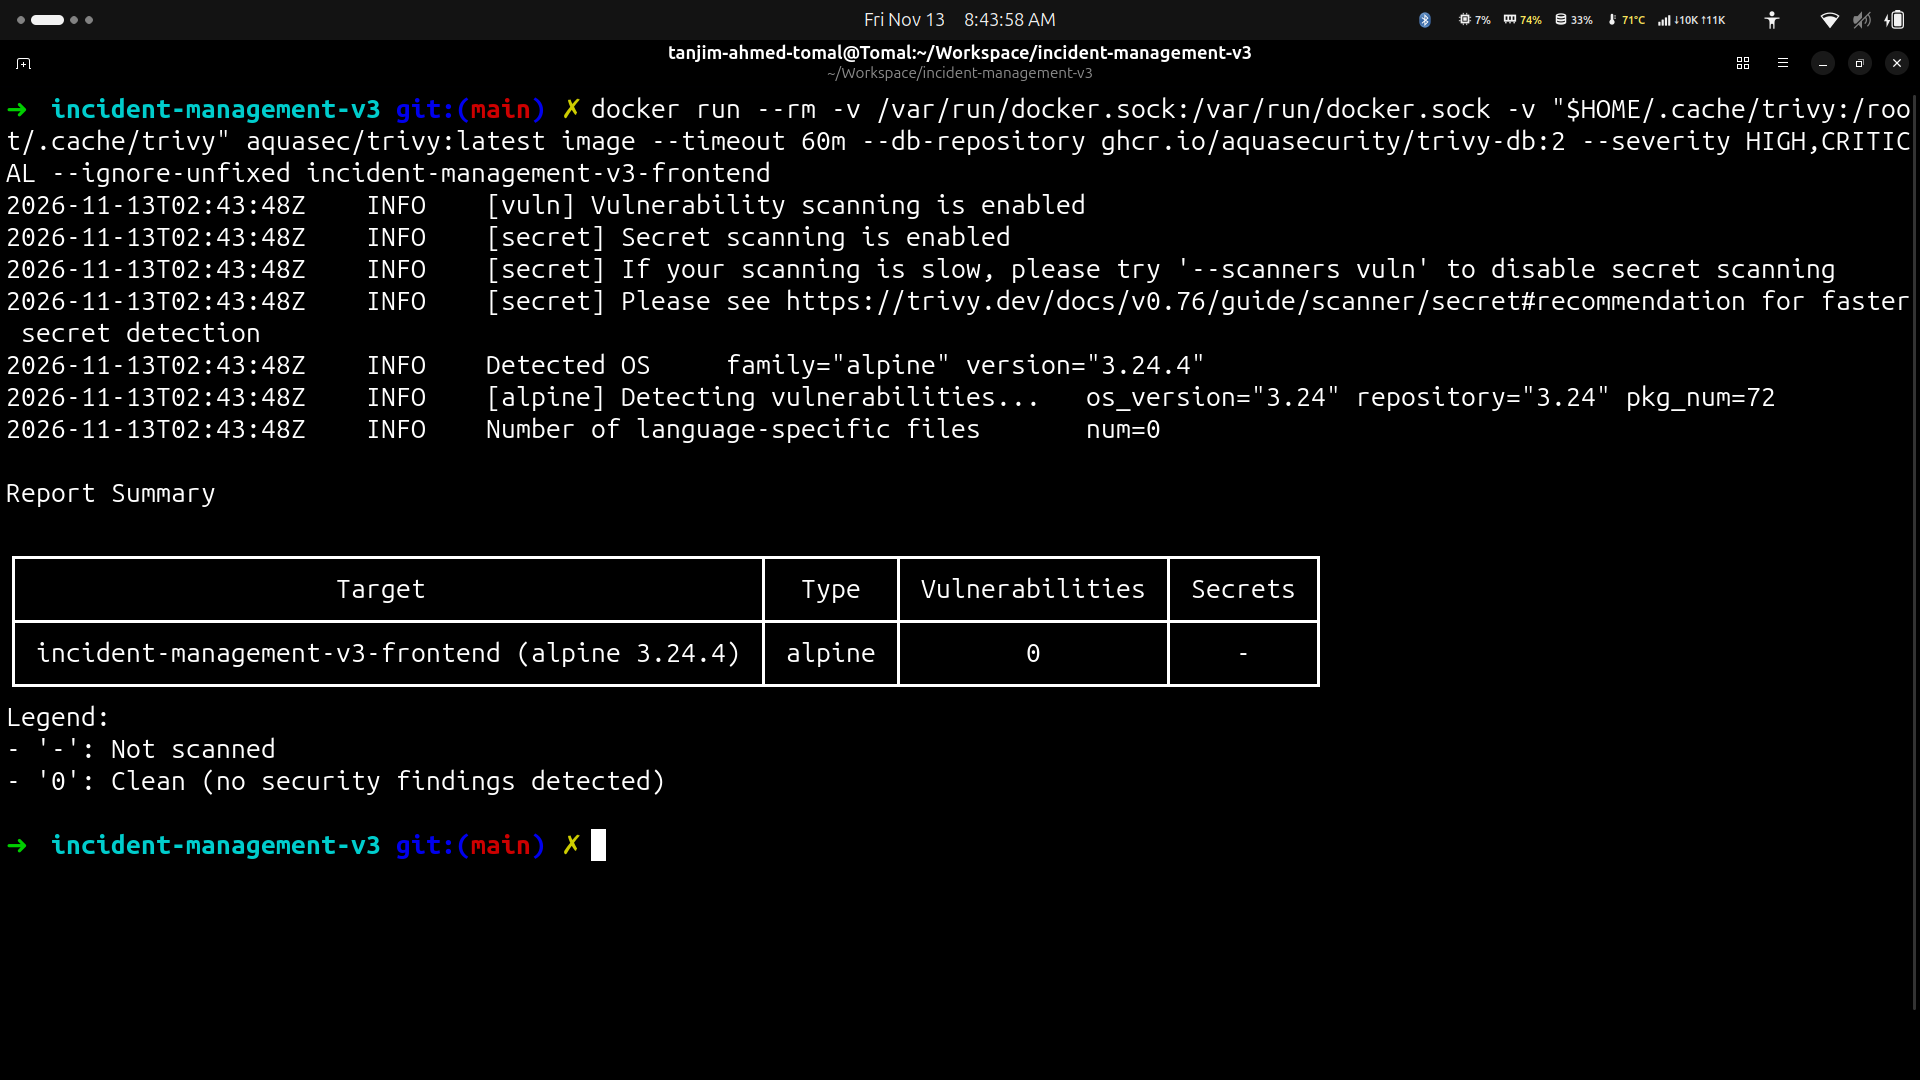 Fri Nov 13 8:43:58 AM
7% 74% 33% 71°C ↓10K ↑11K
tanjim-ahmed-tomal@Tomal:~/Workspace/incident-management-v3
~/Workspace/incident-management-v3
➜ incident-management-v3 git:(main) ✗ docker run --rm -v /var/run/docker.sock:/var/run/docker.sock -v "$HOME/.cache/trivy:/roo
t/.cache/trivy" aquasec/trivy:latest image --timeout 60m --db-repository ghcr.io/aquasecurity/trivy-db:2 --severity HIGH,CRITIC
AL --ignore-unfixed incident-management-v3-frontend
2026-11-13T02:43:48Z INFO [vuln] Vulnerability scanning is enabled
2026-11-13T02:43:48Z INFO [secret] Secret scanning is enabled
2026-11-13T02:43:48Z INFO [secret] If your scanning is slow, please try '--scanners vuln' to disable secret scanning
2026-11-13T02:43:48Z INFO [secret] Please see https://trivy.dev/docs/v0.76/guide/scanner/secret#recommendation for faster
secret detection
2026-11-13T02:43:48Z INFO Detected OS family="alpine" version="3.24.4"
2026-11-13T02:43:48Z INFO [alpine] Detecting vulnerabilities... os_version="3.24" repository="3.24" pkg_num=72
2026-11-13T02:43:48Z INFO Number of language-specific files num=0
Report Summary
Target Type Vulnerabilities Secrets
incident-management-v3-frontend (alpine 3.24.4) alpine 0 -
Legend:
- '-': Not scanned
- '0': Clean (no security findings detected)
➜ incident-management-v3 git:(main) ✗